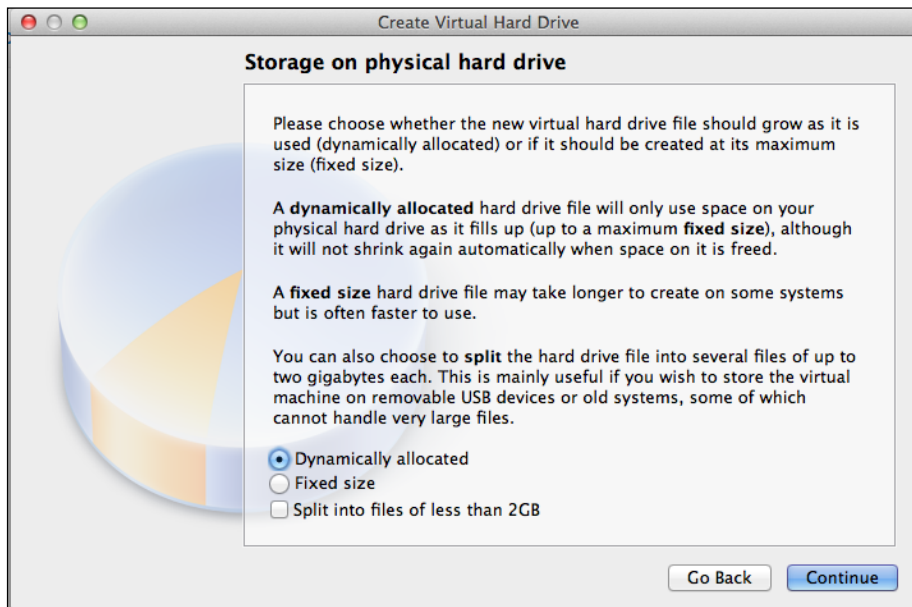 Create Virtual Hard Drive
Storage on physical hard drive
Please choose whether the new virtual hard drive file should grow as it is
used (dynamically allocated) or if it should be created at its maximum
size (fixed size).
A dynamically allocated hard drive file will only use space on your
physical hard drive as it fills up (up to a maximum fixed size), although
it will not shrink again automatically when space on it is freed.
A fixed size hard drive file may take longer to create on some systems
but is often faster to use.
You can also choose to split the hard drive file into several files of up to
two gigabytes each. This is mainly useful if you wish to store the virtual
machine on removable USB devices or old systems, some of which
cannot handle very large files.
Dynamically allocated
Fixed size
Split into files of less than 2GB
Go Back
Continue